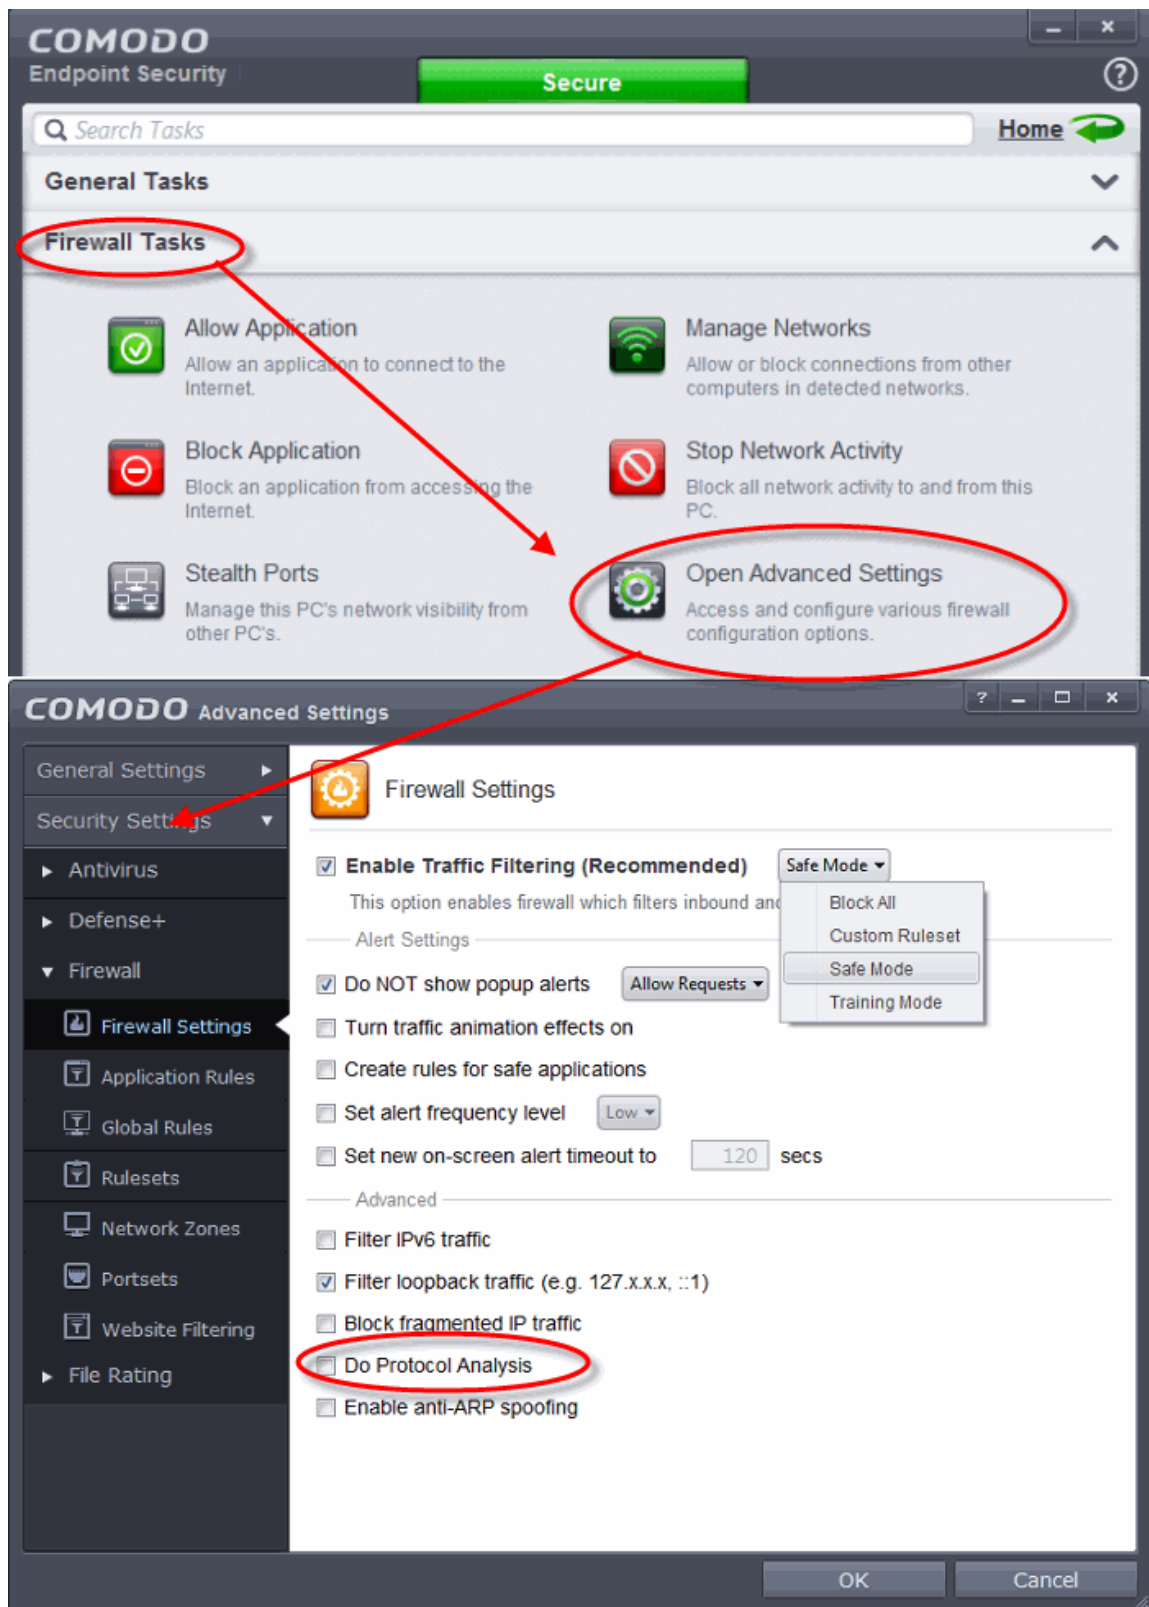 COMODO
Endpoint Security
Secure
?
Search Tasks
Home
General Tasks
Firewall Tasks
Allow Application
Allow an application to connect to the
Internet.
Manage Networks
Allow or block connections from other
computers in detected networks.
Block Application
Block an application from accessing the
Internet.
Stop Network Activity
Block all network activity to and from this
PC.
Stealth Ports
Manage this PC's network visibility from
other PC's.
Open Advanced Settings
Access and configure various firewall
configuration options.
COMODO Advanced Settings
?
General Settings
Security Settings
Antivirus
Defense+
Firewall
Firewall Settings
Application Rules
Global Rules
Rulesets
Network Zones
Portsets
Website Filtering
File Rating
Firewall Settings
Enable Traffic Filtering (Recommended) Safe Mode
This option enables firewall which filters inbound and
Block All
Custom Ruleset
Safe Mode
Training Mode
Alert Settings
Do NOT show popup alerts Allow Requests
Turn traffic animation effects on
Create rules for safe applications
Set alert frequency level Low
Set new on-screen alert timeout to 120 secs
Advanced
Filter IPv6 traffic
Filter loopback traffic (e.g. 127.x.x.x, ::1)
Block fragmented IP traffic
Do Protocol Analysis
Enable anti-ARP spoofing
OK Cancel